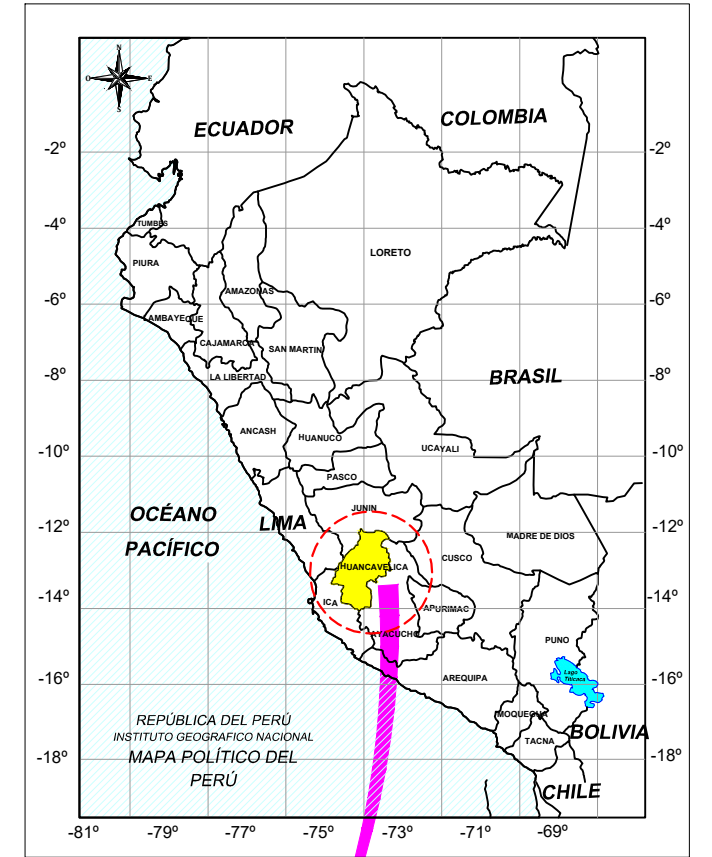 N
O
E
S
ECUADOR
COLOMBIA
-2º
-2º
-4º
-4º
TUMBES
LORETO
PIURA
AMAZONAS
-6º
-6º
LAMBAYEQUE
CAJAMARCA
SAN MARTIN
LA LIBERTAD
BRASIL
-8º
-8º
ANCASH
HUANUCO
UCAYALI
-10º
-10º
PASCO
JUNIN
OCÉANO
PACÍFICO
LIMA
-12º
-12º
MADRE DE DIOS
CUSCO
HUANCAVELICA
-14º
-14º
ICA
APURIMAC
AYACUCHO
PUNO
AREQUIPA
Lago
Titicaca
-16º
-16º
MOQUEGUA
REPÚBLICA DEL PERÚ
INSTITUTO GEOGRAFICO NACIONAL
MAPA POLÍTICO DEL
PERÚ
BOLIVIA
TACNA
-18º
-18º
CHILE
-81º
-79º
-77º
-75º
-73º
-71º
-69º